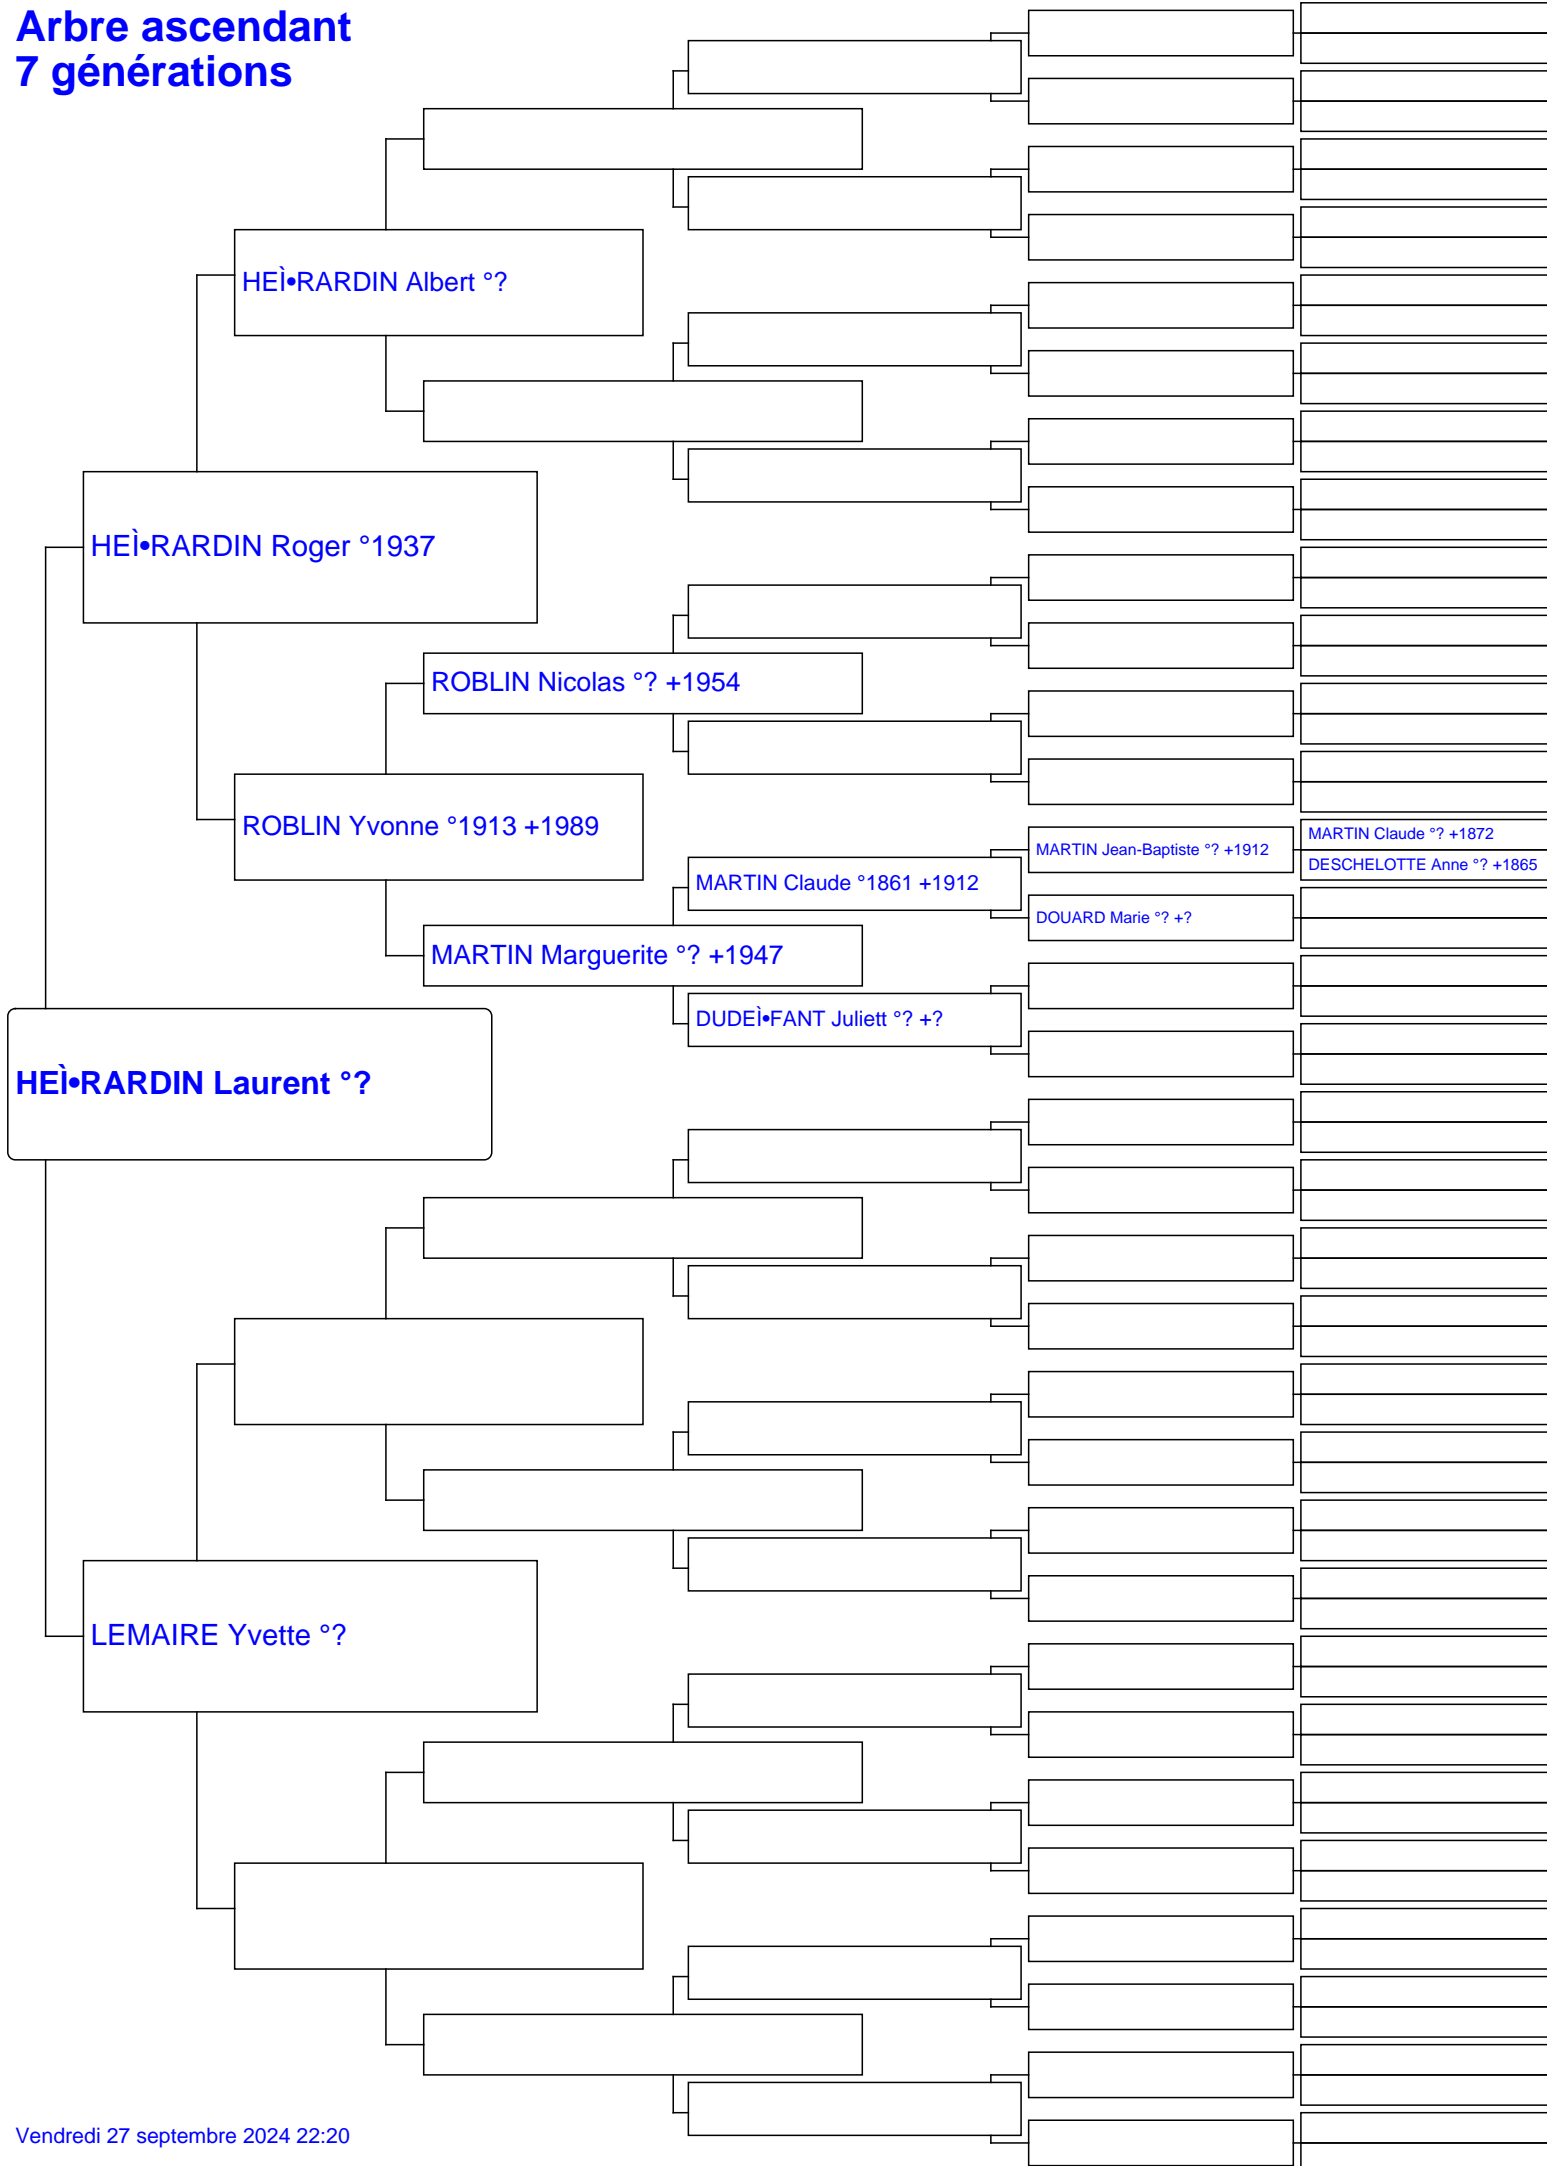 Arbre ascendant
7 générations
HEÌ•RARDIN Albert °?
HEÌ•RARDIN Roger °1937
ROBLIN Nicolas °? +1954
ROBLIN Yvonne °1913 +1989
MARTIN Claude °? +1872
MARTIN Jean-Baptiste °? +1912
DESCHELOTTE Anne °? +1865
MARTIN Claude °1861 +1912
DOUARD Marie °? +?
MARTIN Marguerite °? +1947
DUDEÌ•FANT Juliett °? +?
HEÌ•RARDIN Laurent °?
LEMAIRE Yvette °?
Vendredi 27 septembre 2024 22:20